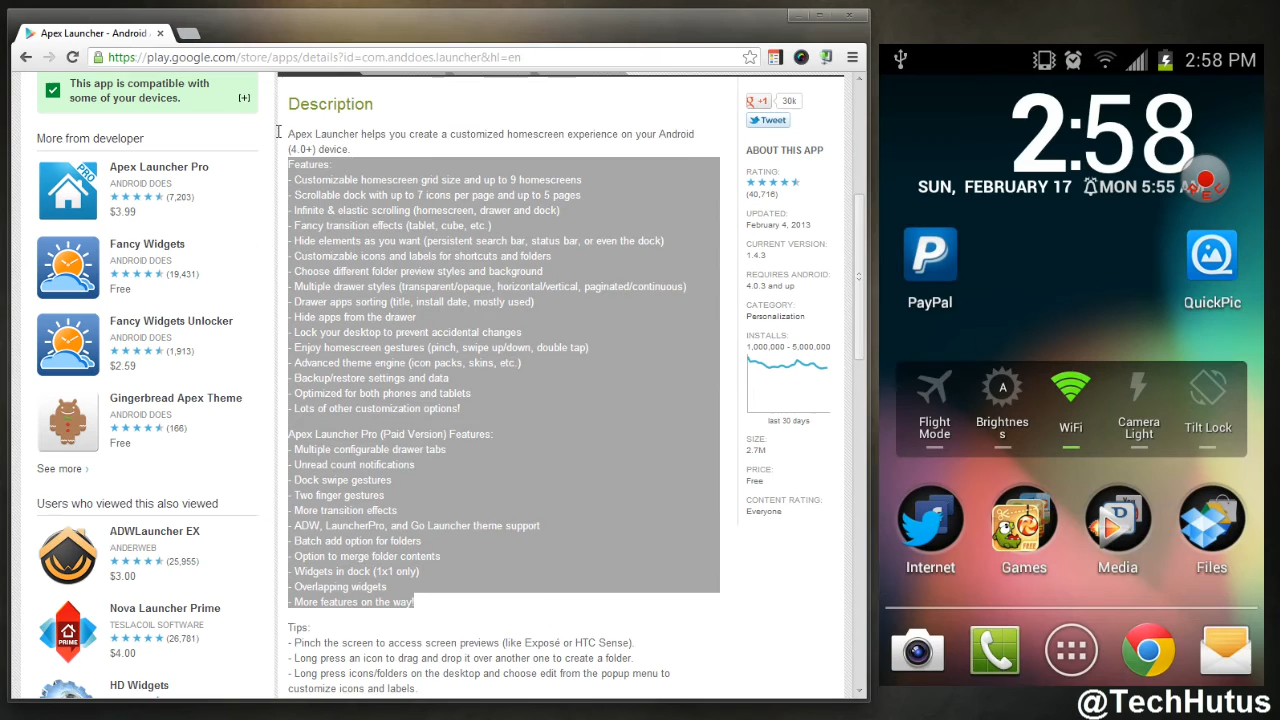 Apex Launcher - Android
https://play.google.com/store/apps/details?id=com.anddoes.launcher&hl=en
This app is compatible with
some of your devices.
[+]
More from developer
Apex Launcher Pro
ANDROID DOES
(7,203)
$3.99
Fancy Widgets
ANDROID DOES
(19,431)
Free
Fancy Widgets Unlocker
ANDROID DOES
(1,913)
$2.59
Gingerbread Apex Theme
ANDROID DOES
(166)
Free
See more ›
Users who viewed this also viewed
ADWLauncher EX
ANDERWEB
(25,955)
$3.00
Nova Launcher Prime
TESLACOIL SOFTWARE
(26,781)
$4.00
HD Widgets
PRO
PRIME
Description
Apex Launcher helps you create a customized homescreen experience on your Android
(4.0+) device.
Features:
- Customizable homescreen grid size and up to 9 homescreens
- Scrollable dock with up to 7 icons per page and up to 5 pages
- Infinite & elastic scrolling (homescreen, drawer and dock)
- Fancy transition effects (tablet, cube, etc.)
- Hide elements as you want (persistent search bar, status bar, or even the dock)
- Customizable icons and labels for shortcuts and folders
- Choose different folder preview styles and background
- Multiple drawer styles (transparent/opaque, horizontal/vertical, paginated/continuous)
- Drawer apps sorting (title, install date, mostly used)
- Hide apps from the drawer
- Lock your desktop to prevent accidental changes
- Enjoy homescreen gestures (pinch, swipe up/down, double tap)
- Advanced theme engine (icon packs, skins, etc.)
- Backup/restore settings and data
- Optimized for both phones and tablets
- Lots of other customization options!
Apex Launcher Pro (Paid Version) Features:
- Multiple configurable drawer tabs
- Unread count notifications
- Dock swipe gestures
- Two finger gestures
- More transition effects
- ADW, LauncherPro, and Go Launcher theme support
- Batch add option for folders
- Option to merge folder contents
- Widgets in dock (1x1 only)
- Overlapping widgets
- More features on the way!
Tips:
- Pinch the screen to access screen previews (like Exposé or HTC Sense).
- Long press an icon to drag and drop it over another one to create a folder.
- Long press icons/folders on the desktop and choose edit from the popup menu to
customize icons and labels.
+1 30k
Tweet
ABOUT THIS APP
RATING:
(40,716)
UPDATED:
February 4, 2013
CURRENT VERSION:
1.4.3
REQUIRES ANDROID:
4.0.3 and up
CATEGORY:
Personalization
INSTALLS:
1,000,000 - 5,000,000
last 30 days
SIZE:
2.7M
PRICE:
Free
CONTENT RATING:
Everyone
2:58 PM
2:58
SUN, FEBRUARY 17 MON 5:55
PayPal
QuickPic
Flight
Mode
Brightnes
s
WiFi
Camera
Light
Tilt Lock
Internet
Games
Media
Files
@TechHutus